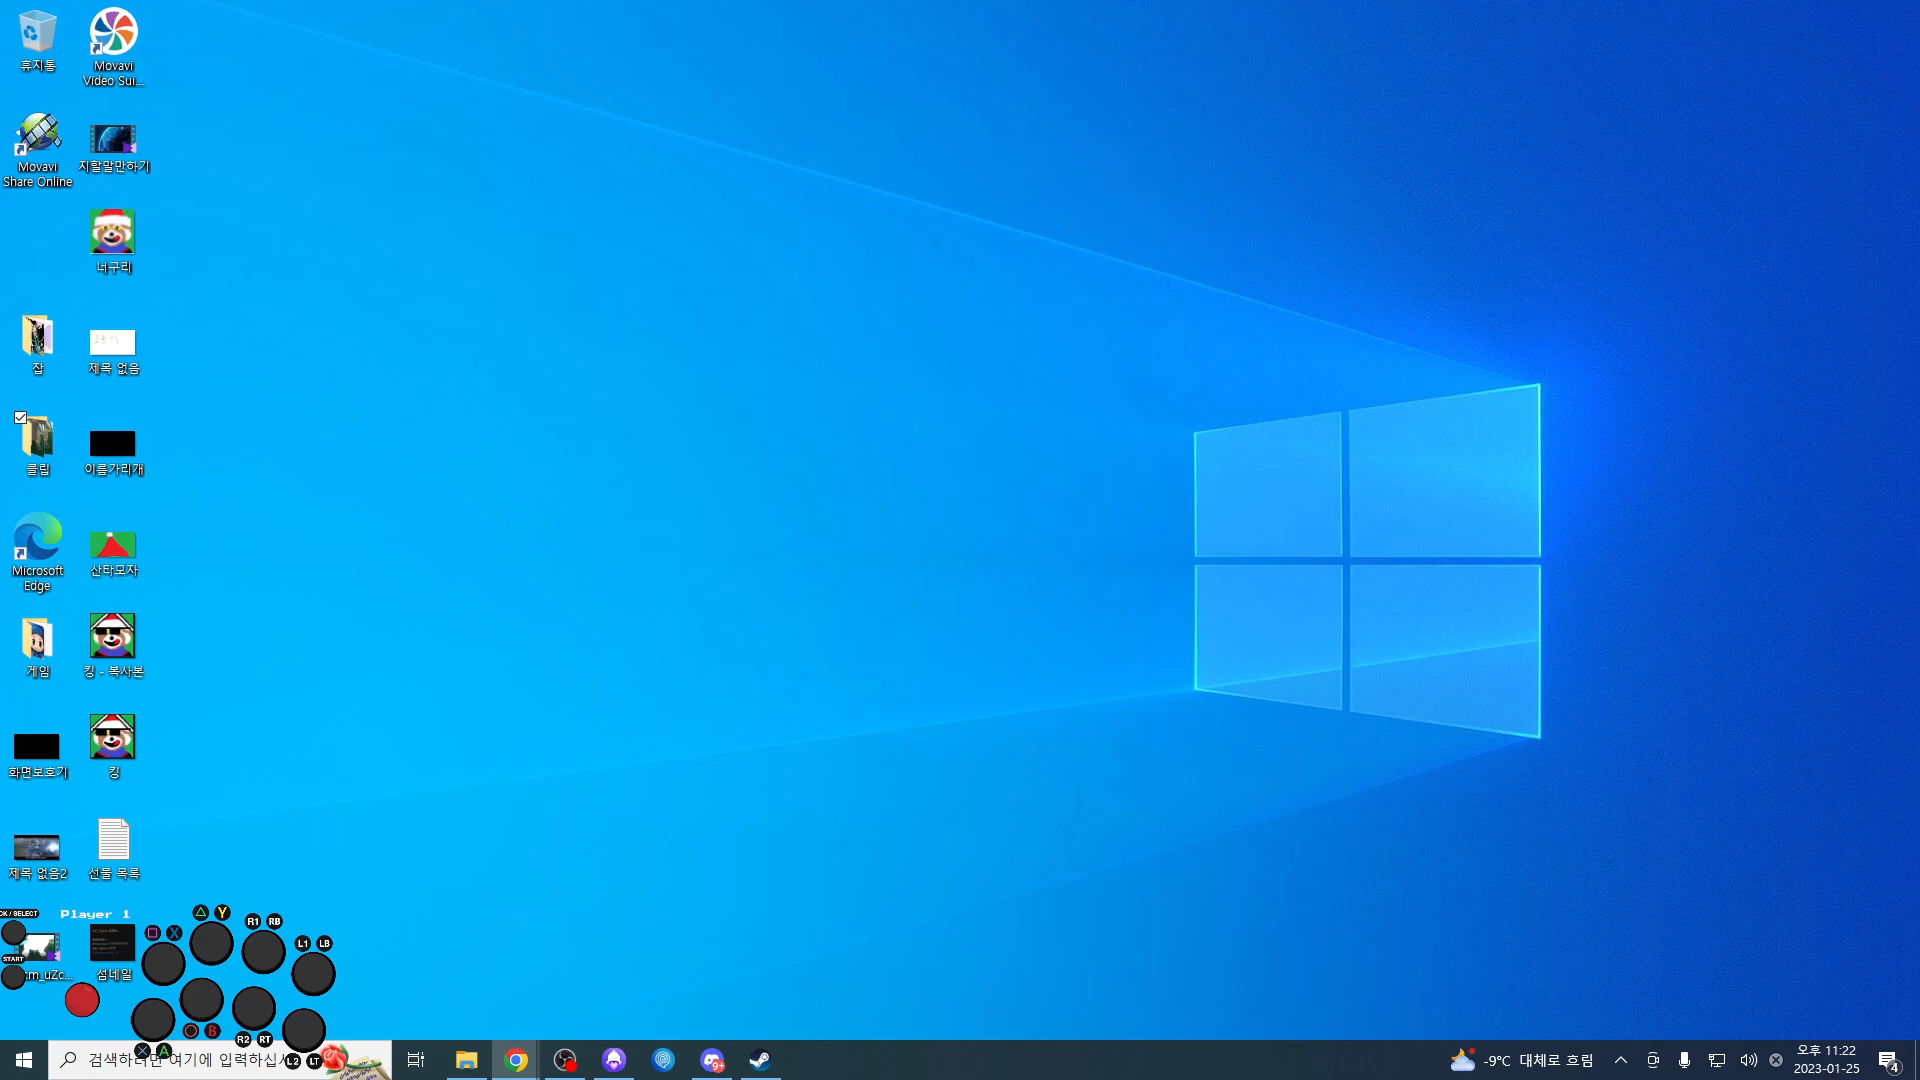 휴지통
Movavi
Video Sui...
Movavi
Share Online
지할말만하기
너구리
잡
제목 없음
클립
이름가리개
Microsoft
Edge
산타모자
게임
킹 - 복사본
화면보호기
킹
제목 없음2
선물 목록
CK / SELECT
Player 1
Y
X
R1
RB
L1
LB
START
섬네일
B
R2
RT
A
L2
LT
검색하려면 여기에 입력하십시
9+
-9°C 대체로 흐림
오후 11:22
2023-01-25
4